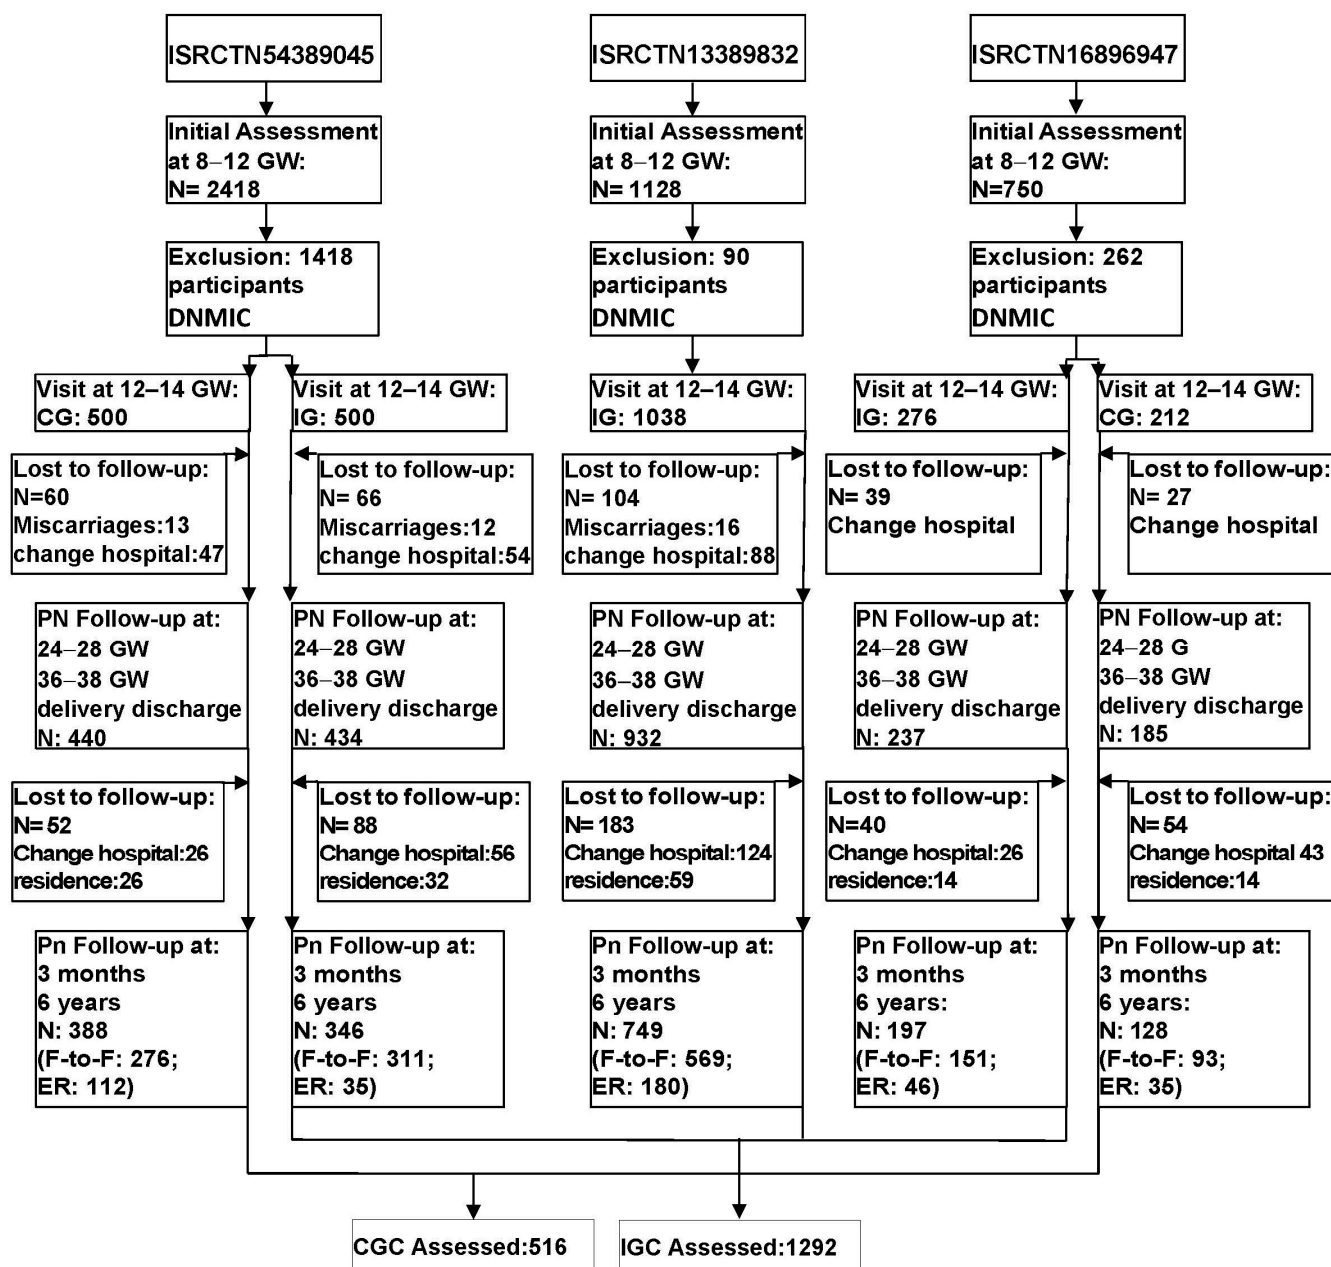 ISRCTN54389045
ISRCTN13389832
ISRCTN16896947
Initial Assessment
at 8–12 GW:
N= 2418
Initial Assessment
at 8–12 GW:
N= 1128
Initial Assessment
at 8–12 GW:
N=750
Exclusion: 1418
participants
DNMIC
Exclusion: 90
participants
DNMIC
Exclusion: 262
participants
DNMIC
Visit at 12–14 GW:
CG: 500
Visit at 12–14 GW:
IG: 500
Visit at 12–14 GW:
IG: 1038
Visit at 12–14 GW:
IG: 276
Visit at 12–14 GW:
CG: 212
Lost to follow-up:
N=60
Miscarriages:13
change hospital:47
Lost to follow-up:
N= 66
Miscarriages:12
change hospital:54
Lost to follow-up:
N= 104
Miscarriages:16
change hospital:88
Lost to follow-up:
N= 39
Change hospital
Lost to follow-up:
N= 27
Change hospital
PN Follow-up at:
24–28 GW
36–38 GW
delivery discharge
N: 440
PN Follow-up at:
24–28 GW
36–38 GW
delivery discharge
N: 434
PN Follow-up at:
24–28 GW
36–38 GW
delivery discharge
N: 932
PN Follow-up at:
24–28 GW
36–38 GW
delivery discharge
N: 237
PN Follow-up at:
24–28 G
36–38 GW
delivery discharge
N: 185
Lost to follow-up:
N= 52
Change hospital:26
residence:26
Lost to follow-up:
N= 88
Change hospital:56
residence:32
Lost to follow-up:
N= 183
Change hospital:124
residence:59
Lost to follow-up:
N=40
Change hospital:26
residence:14
Lost to follow-up:
N= 54
Change hospital 43
residence:14
Pn Follow-up at:
3 months
6 years
N: 388
(F-to-F: 276;
ER: 112)
Pn Follow-up at:
3 months
6 years
N: 346
(F-to-F: 311;
ER: 35)
Pn Follow-up at:
3 months
6 years
N: 749
(F-to-F: 569;
ER: 180)
Pn Follow-up at:
3 months
6 years:
N: 197
(F-to-F: 151;
ER: 46)
Pn Follow-up at:
3 months
6 years:
N: 128
(F-to-F: 93;
ER: 35)
CGC Assessed:516
IGC Assessed:1292